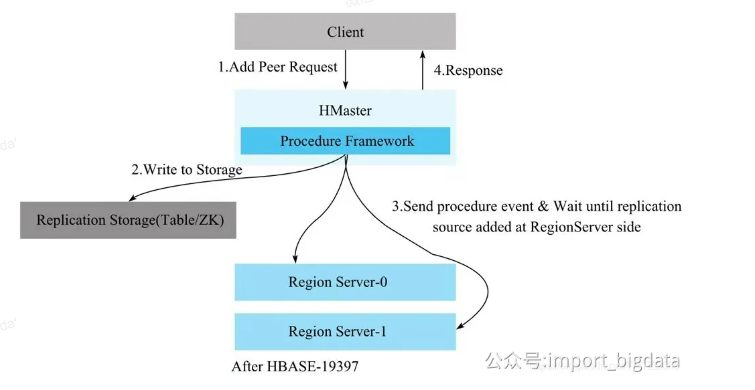 Client
1.Add Peer Request
4.Response
HMaster
Procedure Framework
2.Write to Storage
Replication Storage(Table/ZK)
3.Send procedure event & Wait until replication
source added at RegionServer side
Region Server-0
Region Server-1
After HBASE-19397
公众号:import_bigdata